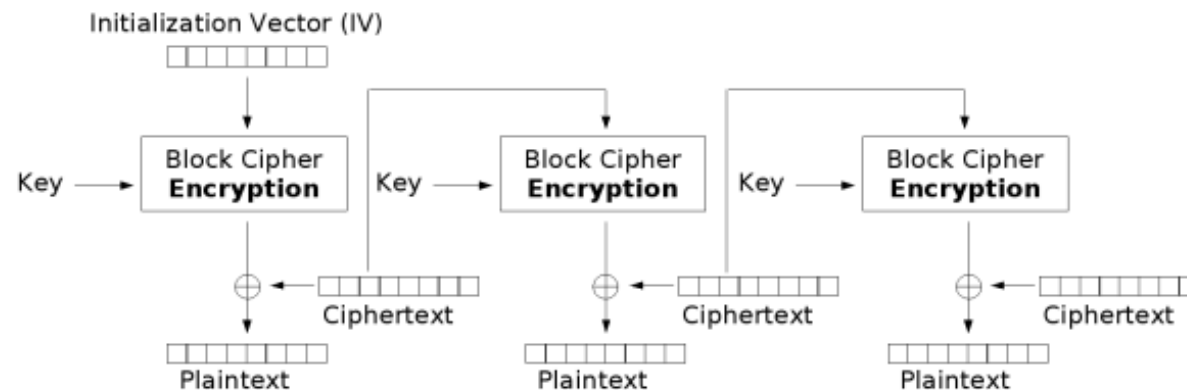 Initialization Vector (IV)
Block Cipher
Encryption
Key
Block Cipher
Encryption
Key
Block Cipher
Encryption
Key
Ciphertext
Ciphertext
Ciphertext
Plaintext
Plaintext
Plaintext